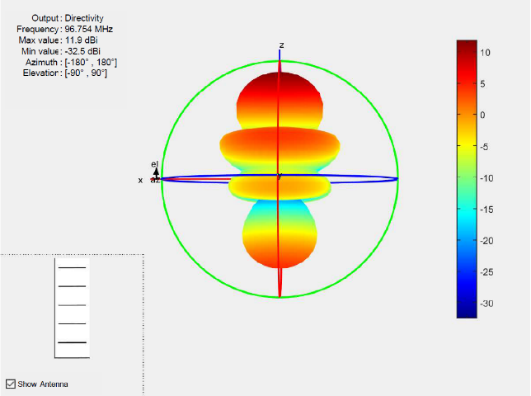 Output : Directivity
Frequency : 96.754 MHz
Max value : 11.9 dBi
Min value : -32.5 dBi
Azimuth : [-180° , 180°]
Elevation : [-90° , 90°]
z
10
5
0
-5
-10
-15
-20
-25
-30
el
x
az
y
Show Antenna